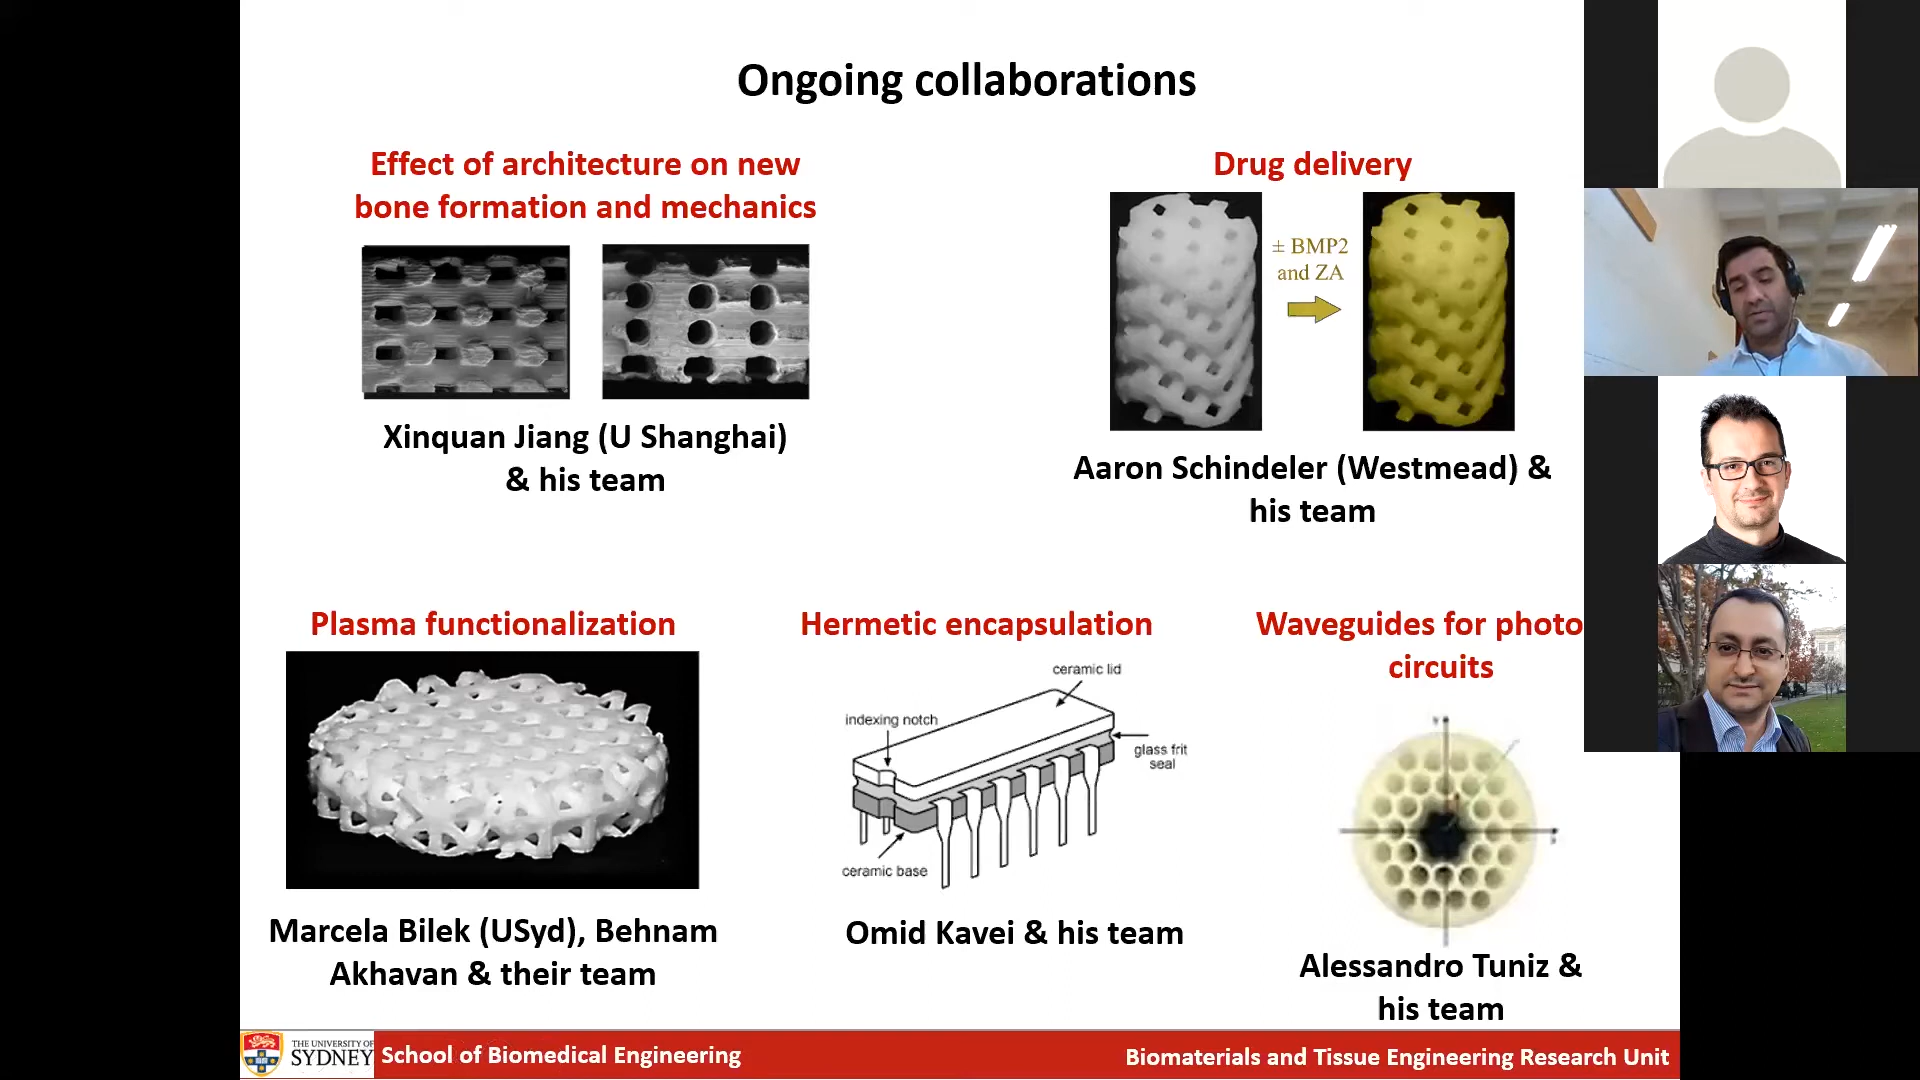 Ongoing collaborations
Effect of architecture on new
bone formation and mechanics
Xinquan Jiang (U Shanghai)
& his team
Drug delivery
± BMP2
and ZA
Aaron Schindeler (Westmead) &
his team
Plasma functionalization
Marcela Bilek (USyd), Behnam
Akhavan & their team
Hermetic encapsulation
ceramic lid
indexing notch
glass frit
seal
ceramic base
Omid Kavei & his team
Waveguides for photo
circuits
Alessandro Tuniz &
his team
THE UNIVERSITY OF
SYDNEY
School of Biomedical Engineering
Biomaterials and Tissue Engineering Research Unit